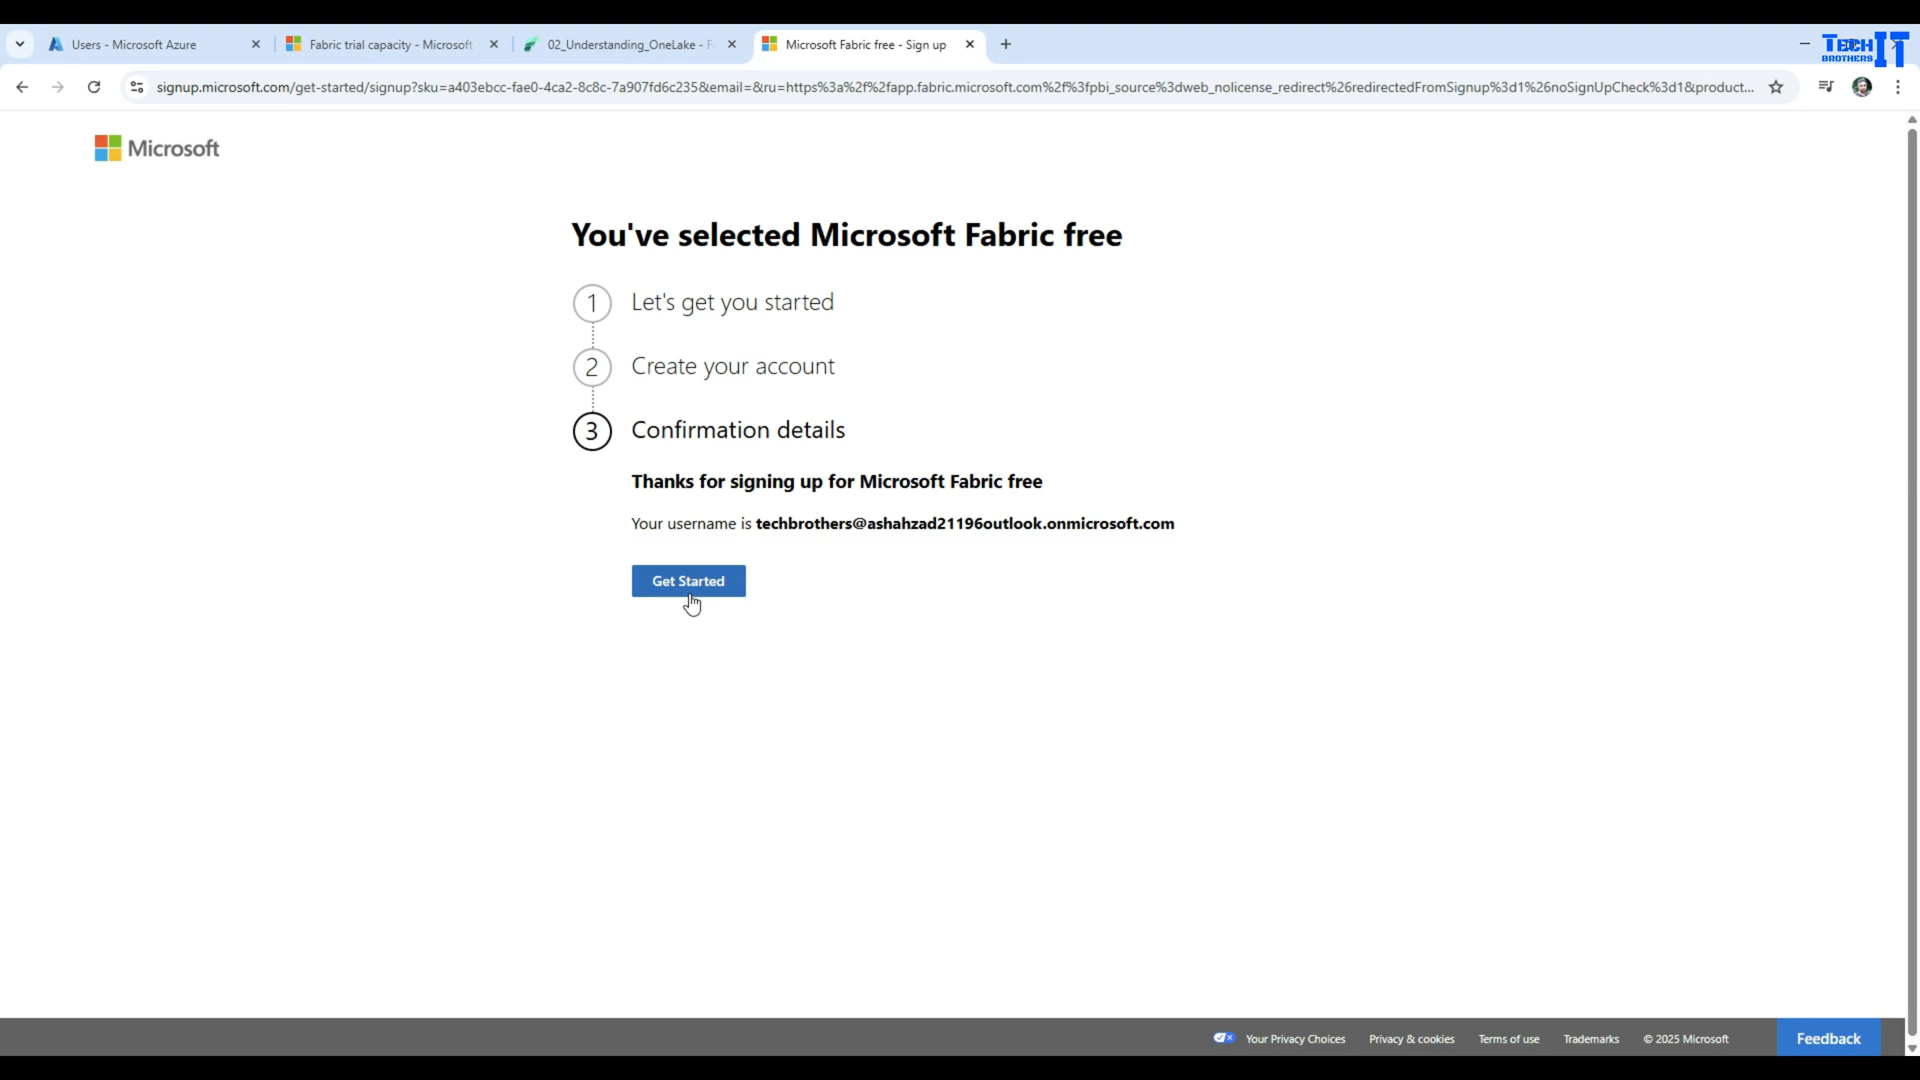 Users - Microsoft Azure
Fabric trial capacity - Microsoft
02_Understanding_OneLake - F
Microsoft Fabric free - Sign up
TECH BROTHERS IT
signup.microsoft.com/get-started/signup?sku=a403ebcc-fae0-4ca2-8c8c-7a907fd6c235&email=&ru=https%3a%2f%2fapp.fabric.microsoft.com%2f%3fpbi_source%3dweb_nolicense_redirect%26redirectedFromSignup%3d1%26noSignUpCheck%3d1&product...
Microsoft
You've selected Microsoft Fabric free
1 Let's get you started
2 Create your account
3 Confirmation details
Thanks for signing up for Microsoft Fabric free
Your username is techbrothers@ashahzad21196outlook.onmicrosoft.com
Get Started
Your Privacy Choices Privacy & cookies Terms of use Trademarks © 2025 Microsoft Feedback